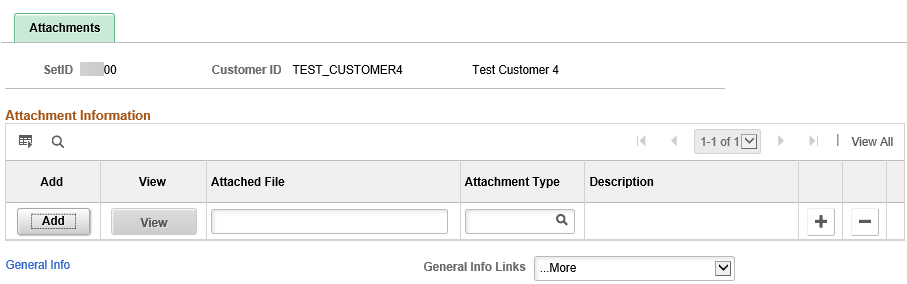 Attachments
SetID 00 Customer ID TEST_CUSTOMER4 Test Customer 4
Attachment Information
1-1 of 1 View All
Add View Attached File Attachment Type Description
Add View
General Info General Info Links ...More